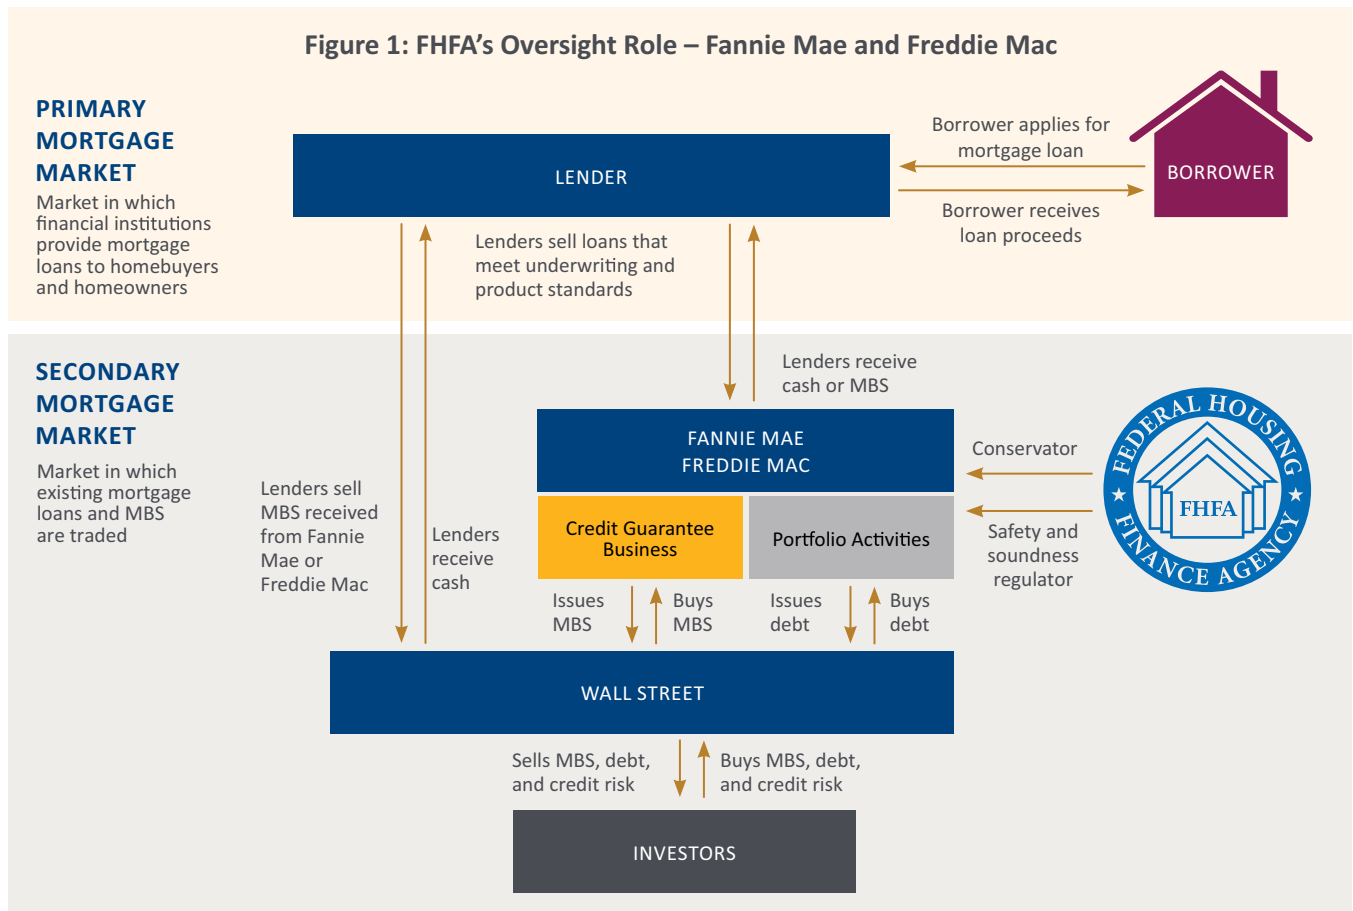 Figure 1: FHFA’s Oversight Role – Fannie Mae and Freddie Mac
PRIMARY
MORTGAGE
MARKET
Market in which
financial institutions
provide mortgage
loans to homebuyers
and homeowners
LENDER
Borrower applies for
mortgage loan
BORROWER
Borrower receives
loan proceeds
Lenders sell loans that
meet underwriting and
product standards
SECONDARY
MORTGAGE
MARKET
Market in which
existing mortgage
loans and MBS
are traded
Lenders receive
cash or MBS
FANNIE MAE
FREDDIE MAC
Conservator
Safety and
soundness
regulator
FEDERAL HOUSING
FHFA
FINANCE AGENCY
Lenders sell
MBS received
from Fannie
Mae or
Freddie Mac
Lenders
receive
cash
Credit Guarantee
Business
Portfolio Activities
Issues
MBS
Buys
MBS
Issues
debt
Buys
debt
WALL STREET
Sells MBS, debt,
and credit risk
Buys MBS, debt,
and credit risk
INVESTORS